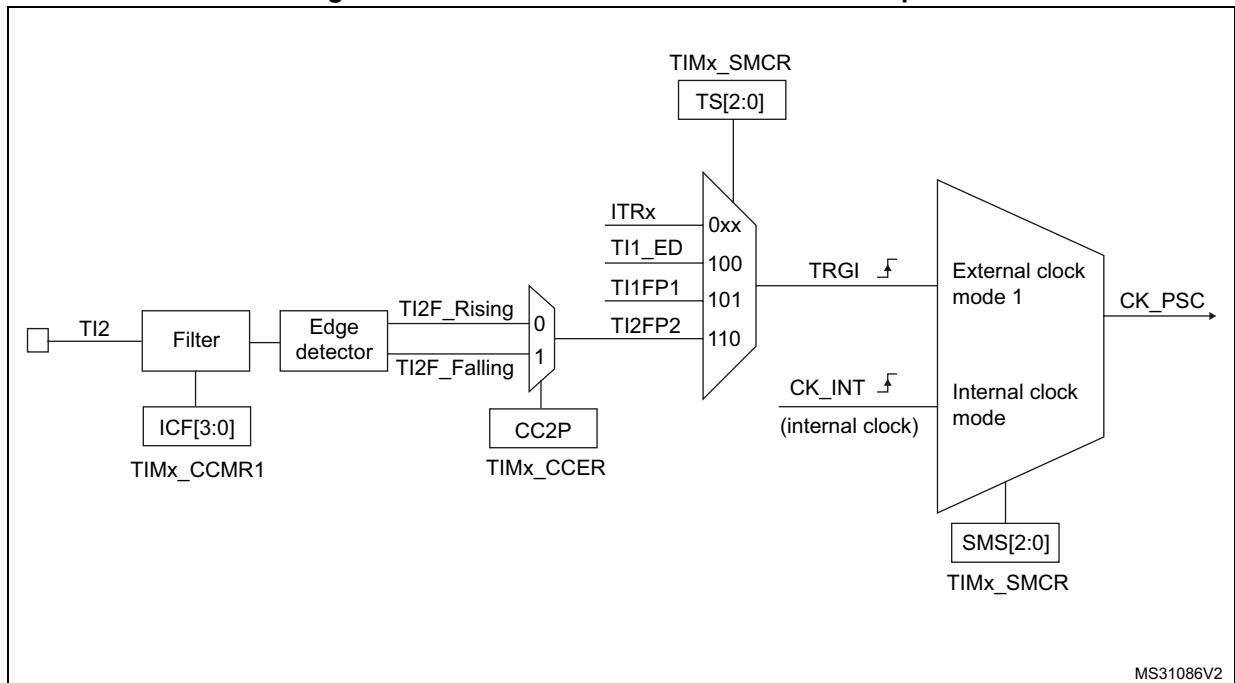 TIMx_SMCR
TS[2:0]
ITRx
0xx
TI1_ED
100
TI1FP1
101
TI2FP2
110
TRGI
External clock
mode 1
CK_PSC
TI2
Filter
Edge
detector
TI2F_Rising
0
TI2F_Falling
1
CK_INT
(internal clock)
Internal clock
mode
ICF[3:0]
TIMx_CCMR1
CC2P
TIMx_CCER
SMS[2:0]
TIMx_SMCR
MS31086V2